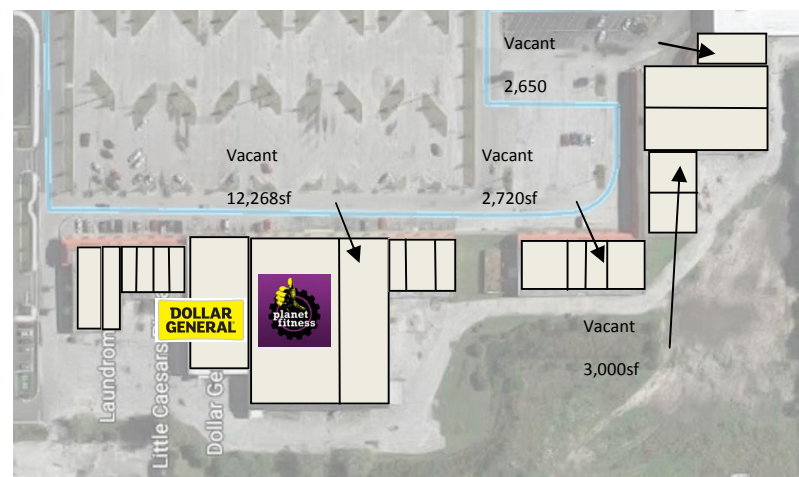 Vacant
2,650
Vacant
12,268sf
Vacant
2,720sf
DOLLAR
GENERAL
planet
fitness
Vacant
3,000sf
Laundrom
Little Caesars
Dollar Ge